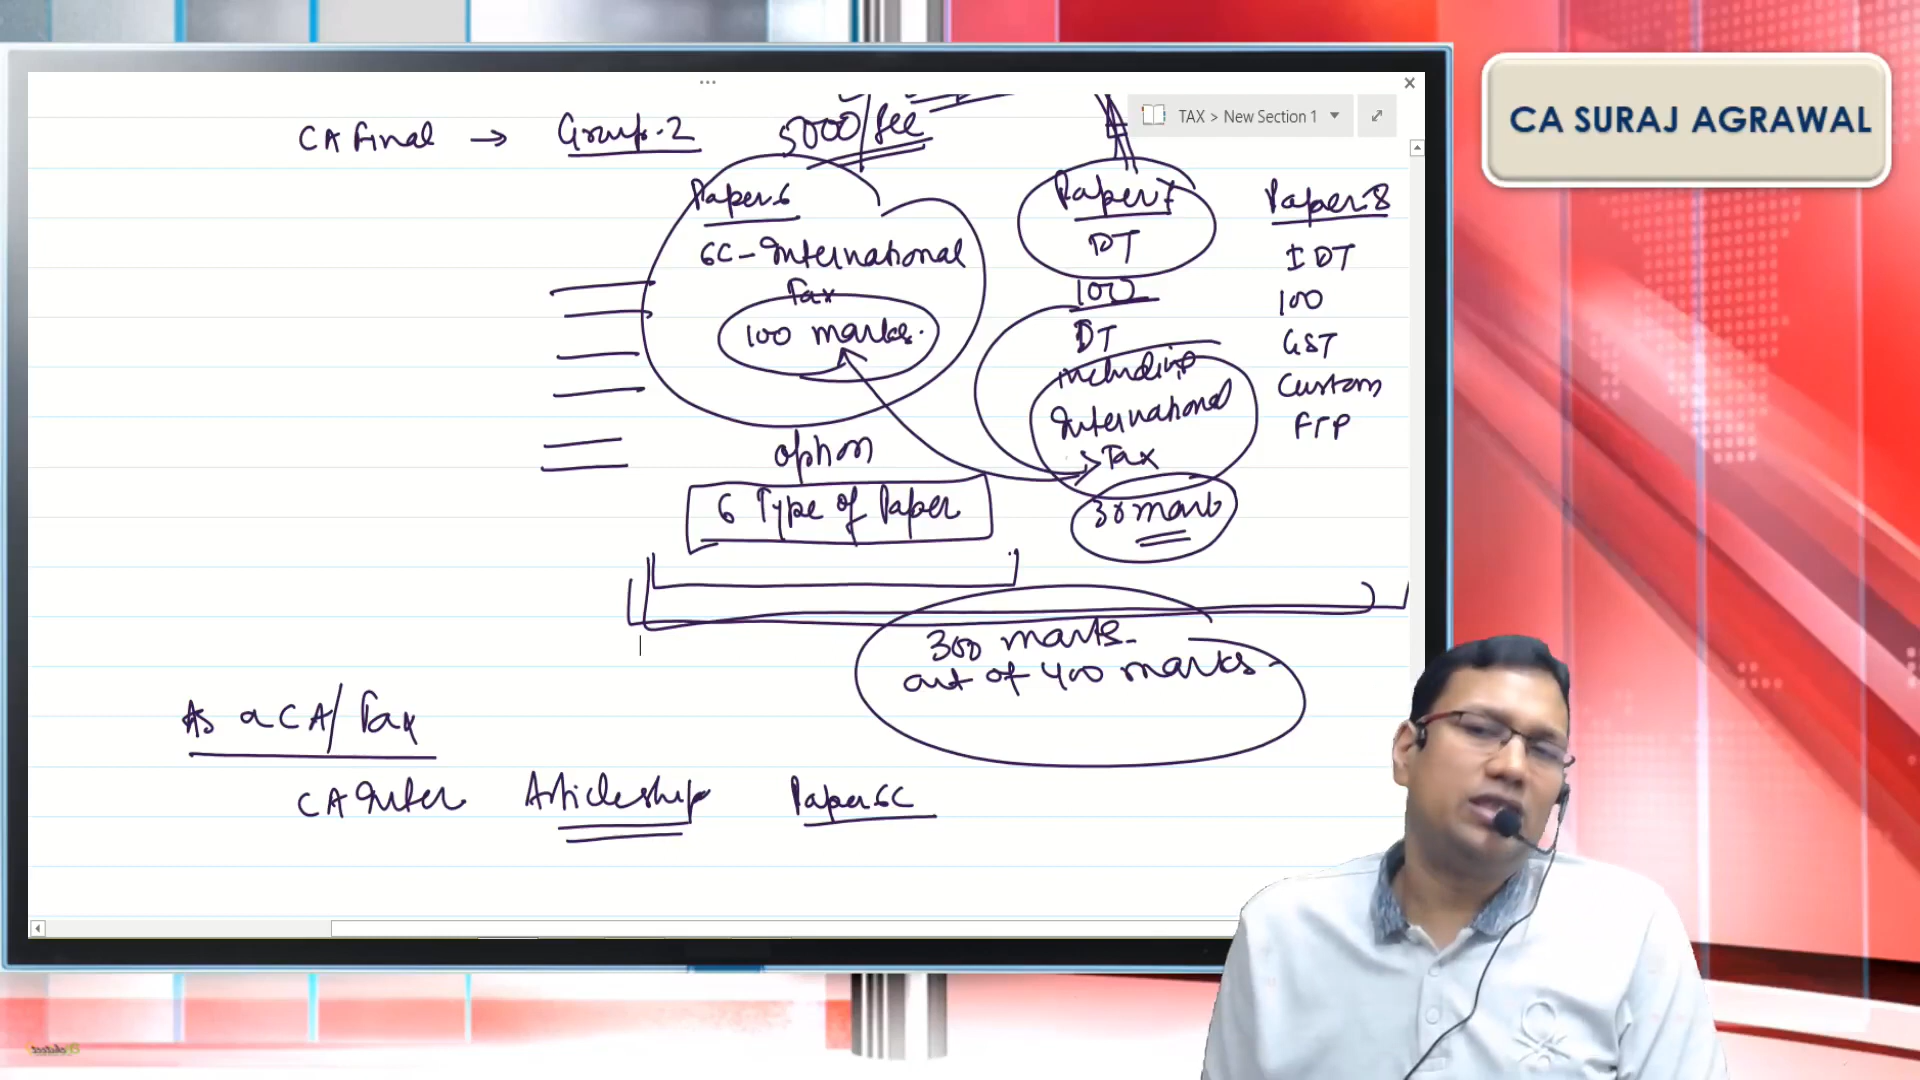 CA SURAJ AGRAWAL
TAX > New Section 1
CA Final → Group-2 5000/fee
Paper-6
6C - International
Tax
100 marks.
option
6 Type of Paper
Paper 7
DT
100
DT
including
International
Tax
30 mark
Paper-8
IDT
100
GST
Custom
FTP
300 marks
out of 400 marks
As a CA/Tax
CA Inter Articleship Paper 6C